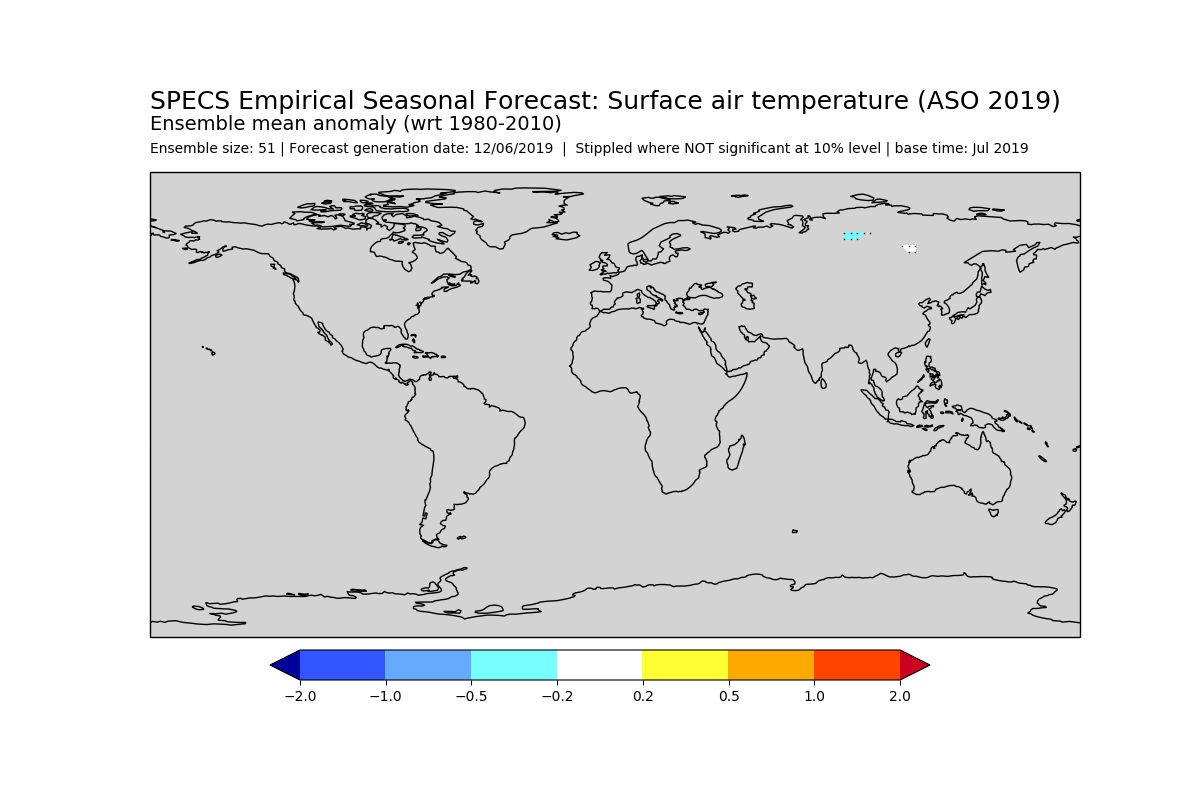 SPECS Empirical Seasonal Forecast: Surface air temperature (ASO 2019)
Ensemble mean anomaly (wrt 1980-2010)
Ensemble size: 51 | Forecast generation date: 12/06/2019  |  Stippled where NOT significant at 10% level | base time: Jul 2019
−2.0 −1.0 −0.5 −0.2 0.2 0.5 1.0 2.0